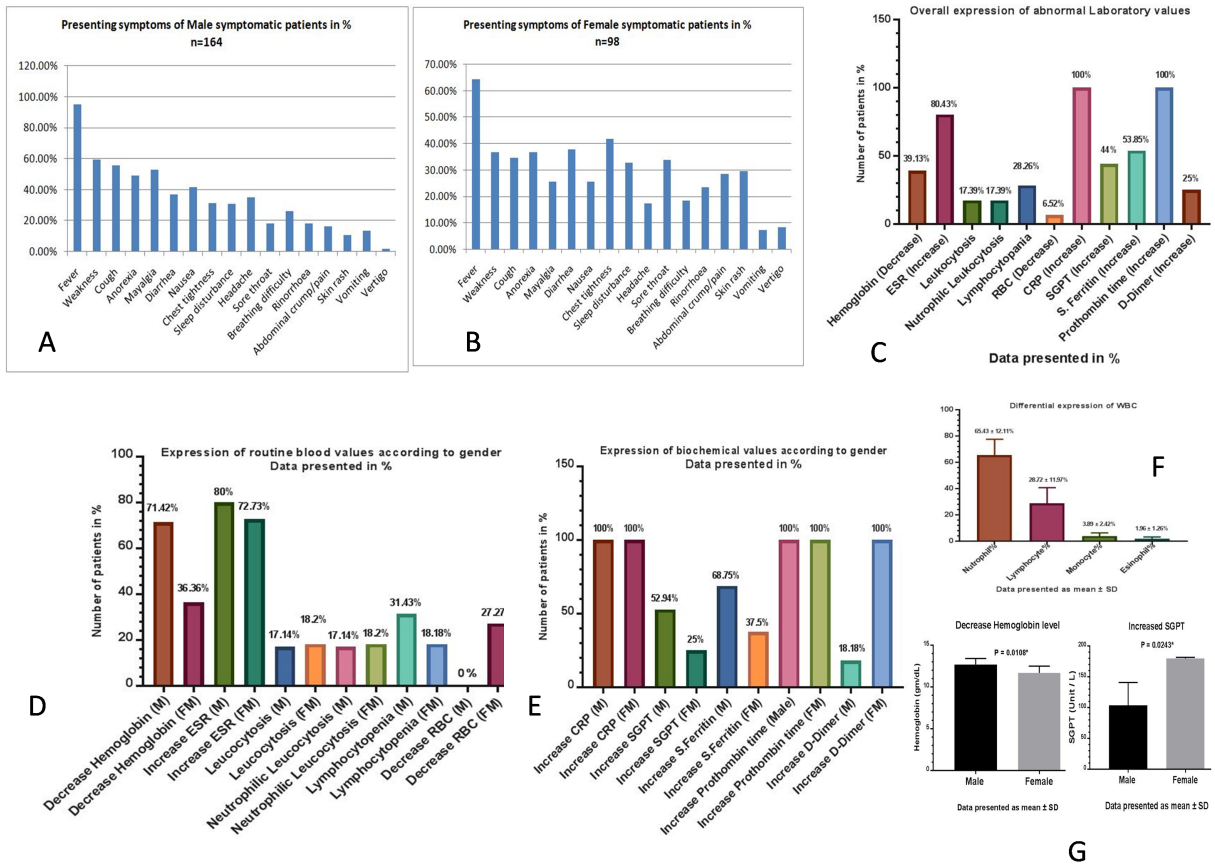 Presenting symptoms of Male symptomatic patients in %
n=164
120.00%
100.00%
80.00%
60.00%
40.00%
20.00%
0.00%
Fever
Weakness
Cough
Anorexia
Mayalgia
Diarrhea
Nausea
Chest tightness
Sleep disturbance
Headache
Sore throat
Breathing difficulty
Rinorrhoea
Abdominal crump/pain
Skin rash
Vomiting
Vertigo
A
Presenting symptoms of Female symptomatic patients in %
n=98
70.00%
60.00%
50.00%
40.00%
30.00%
20.00%
10.00%
0.00%
Fever
Weakness
Cough
Anorexia
Mayalgia
Diarrhea
Nausea
Chest tightness
Sleep disturbance
Headache
Sore throat
Breathing difficulty
Rinorrhoea
Abdominal crump/pain
Skin rash
Vomiting
Vertigo
B
Overall expression of abnormal Laboratory values
Number of patients in %
150
100
50
0
39.13%
80.43%
17.39%
17.39%
28.26%
6.52%
100%
44%
53.85%
100%
25%
Hemoglobin (Decrease)
ESR (Increase)
Leukocytosis
Nutrophilic Leukocytosis
Lymphocytopania
RBC (Decrease)
CRP (Increase)
SGPT (Increase)
S. Ferritin (Increase)
Prothombin time (Increase)
D-Dimer (Increase)
C
Data presented in %
Expression of routine blood values according to gender
Data presented in %
Number of patients in %
100
80
60
40
20
0
71.42%
36.36%
80%
72.73%
17.14%
18.2%
17.14%
18.2%
31.43%
18.18%
0%
27.27
Decrease Hemoglobin (M)
Decrease Hemoglobin (FM)
Increase ESR (M)
Increase ESR (FM)
Leucocytosis (M)
Leucocytosis (FM)
Neutrophilic Leucocytosis (M)
Neutrophilic Leucocytosis (FM)
Lymphocytopenia (M)
Lymphocytopenia (FM)
Decrease RBC (M)
Decrease RBC (FM)
D
Expression of biochemical values according to gender
Data presented in %
Number of patients in %
150
100
50
0
100%
100%
52.94%
25%
68.75%
37.5%
100%
100%
18.18%
100%
Increase CRP (M)
Increase CRP (FM)
Increase SGPT (M)
Increase SGPT (FM)
Increase S.Ferritin (M)
Increase S.Ferritin (FM)
Increase Prothombin time (Male)
Increase Prothombin time (FM)
Increase D-Dimer (M)
Increase D-Dimer (FM)
E
Differential expression of WBC
Number of patients in %
100
80
60
40
20
0
65.43 ± 12.11%
28.72 ± 11.97%
3.89 ± 2.42%
1.96 ± 1.26%
Nutrophil%
Lymphocyte%
Monocyte%
Esinophil%
Data presented as mean ± SD
F
Decrease Hemoglobin level
P = 0.0108*
Hemoglobin (gm/dL)
15
10
5
0
Male
Female
Data presented as mean ± SD
Increased SGPT
P = 0.0243*
SGPT (Unit / L)
200
150
100
50
0
Male
Female
Data presented as mean ± SD
G